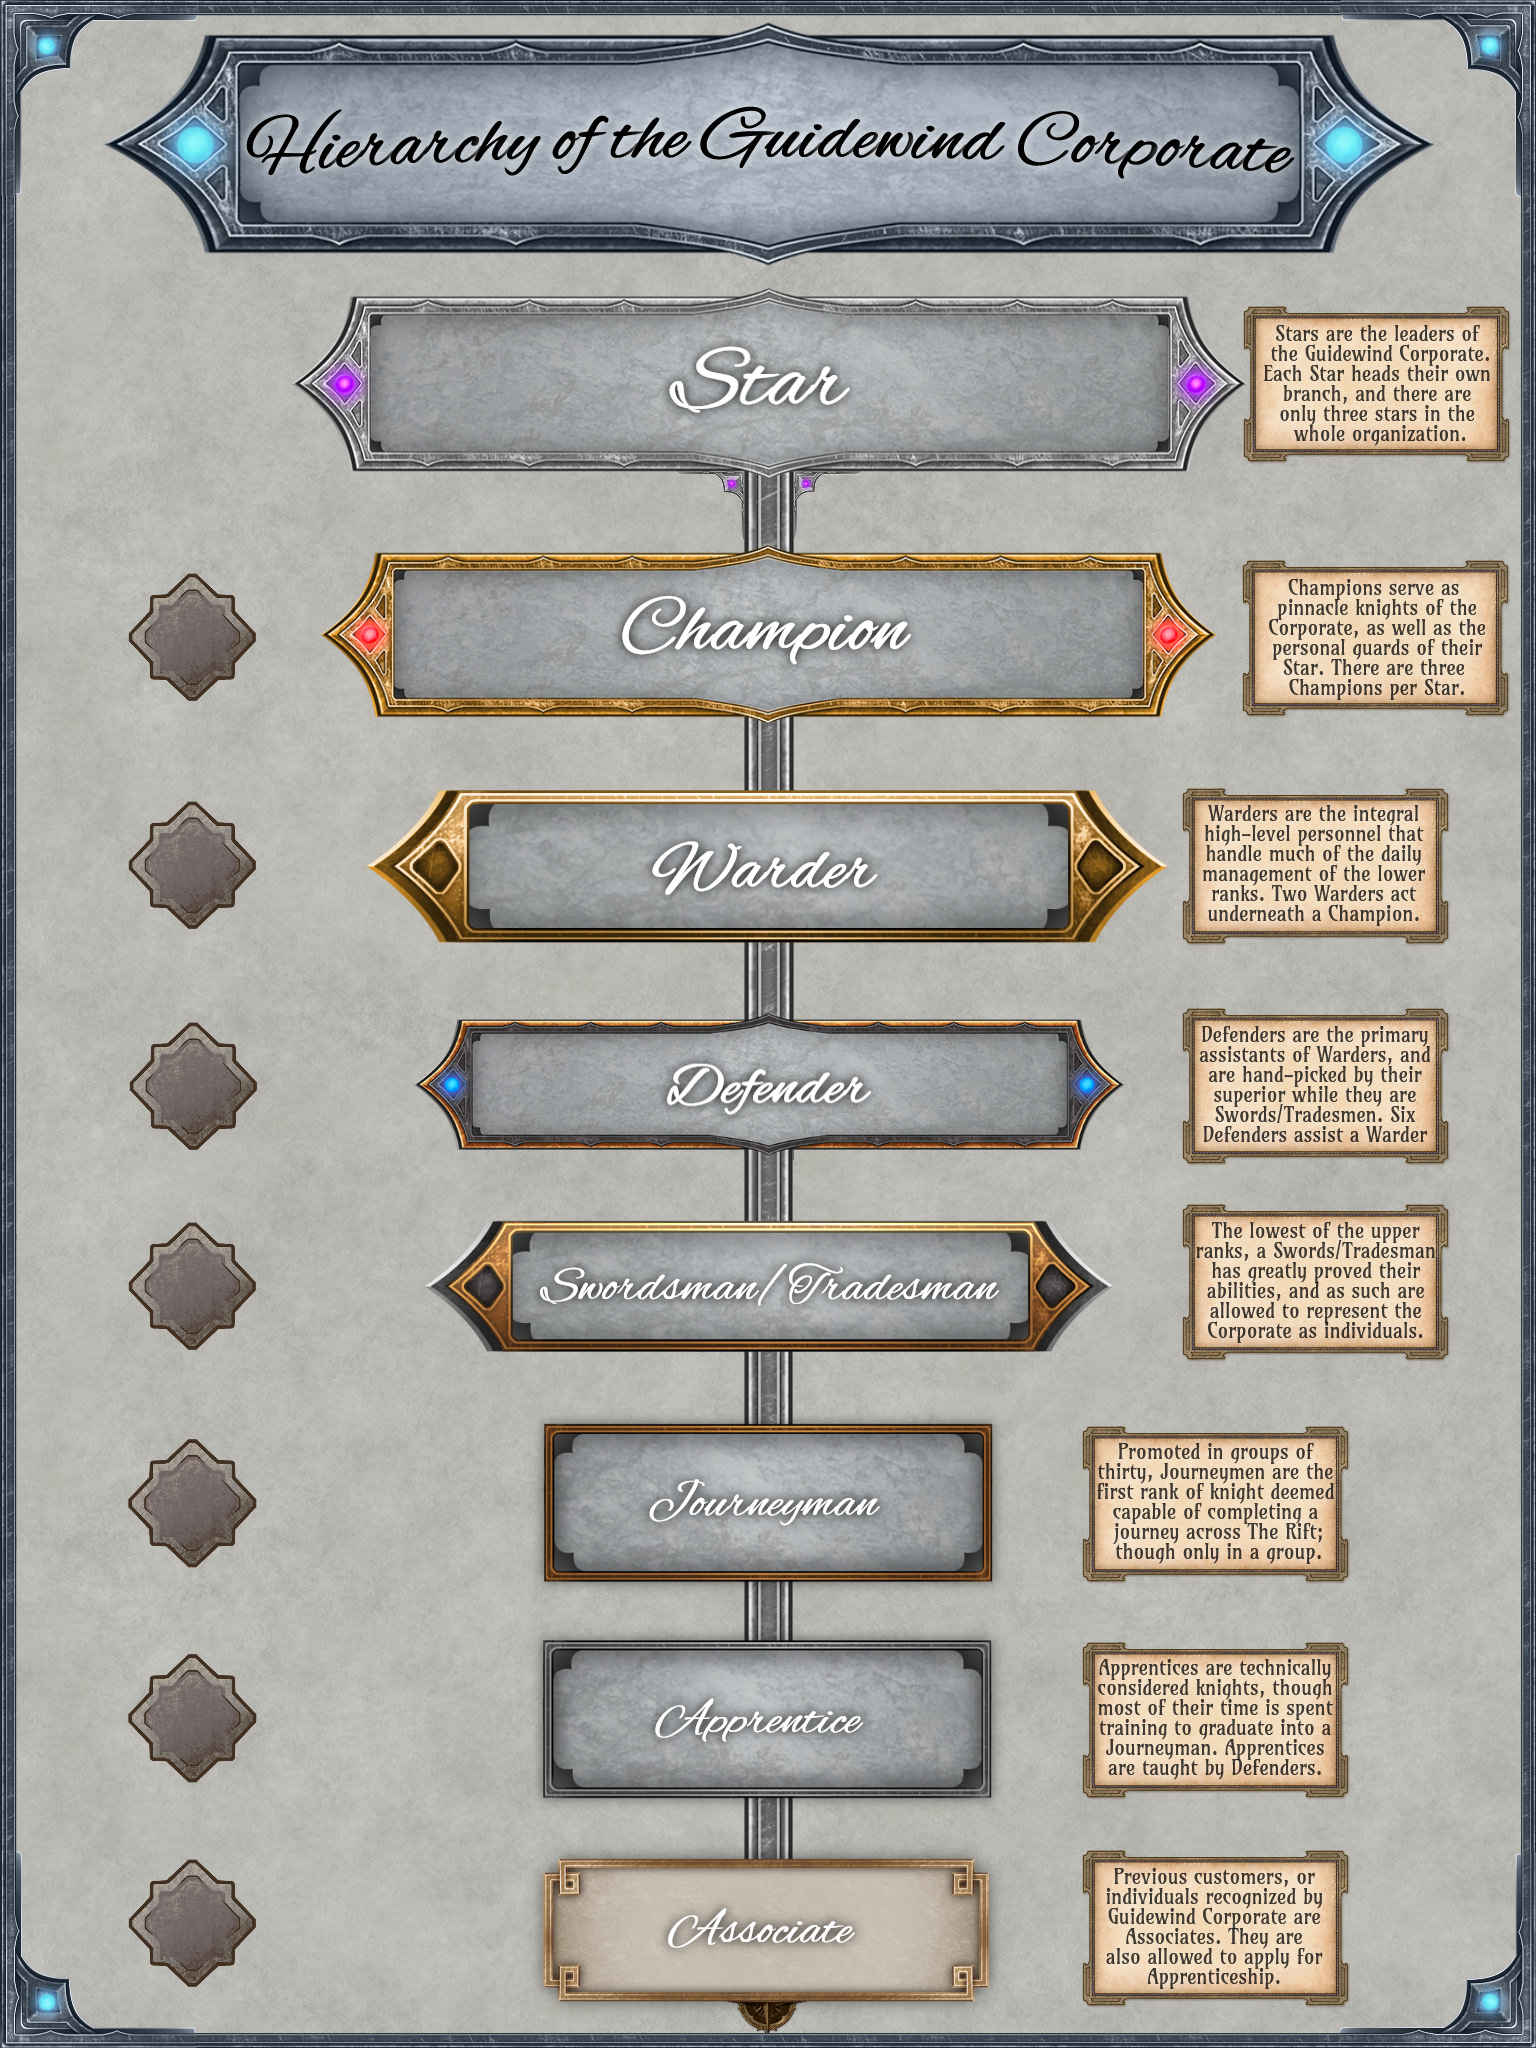 Hierarchy of the Guidewind Corporate
Star
Stars are the leaders of
the Guidewind Corporate.
Each Star heads their own
branch, and there are
only three stars in the
whole organization.
Champion
Champions serve as
pinnacle knights of the
Corporate, as well as the
personal guards of their
Star. There are three
Champions per Star.
Warder
Warders are the integral
high-level personnel that
handle much of the daily
management of the lower
ranks. Two Warders act
underneath a Champion.
Defender
Defenders are the primary
assistants of Warders, and
are hand-picked by their
superior while they are
Swords/Tradesmen. Six
Defenders assist a Warder
Swordsman/Tradesman
The lowest of the upper
ranks, a Swords/Tradesman
has greatly proved their
abilities, and as such are
allowed to represent the
Corporate as individuals.
Journeyman
Promoted in groups of
thirty, Journeymen are the
first rank of knight deemed
capable of completing a
journey across The Rift;
though only in a group.
Apprentice
Apprentices are technically
considered knights, though
most of their time is spent
training to graduate into a
Journeyman. Apprentices
are taught by Defenders.
Associate
Previous customers, or
individuals recognized by
Guidewind Corporate are
Associates. They are
also allowed to apply for
Apprenticeship.